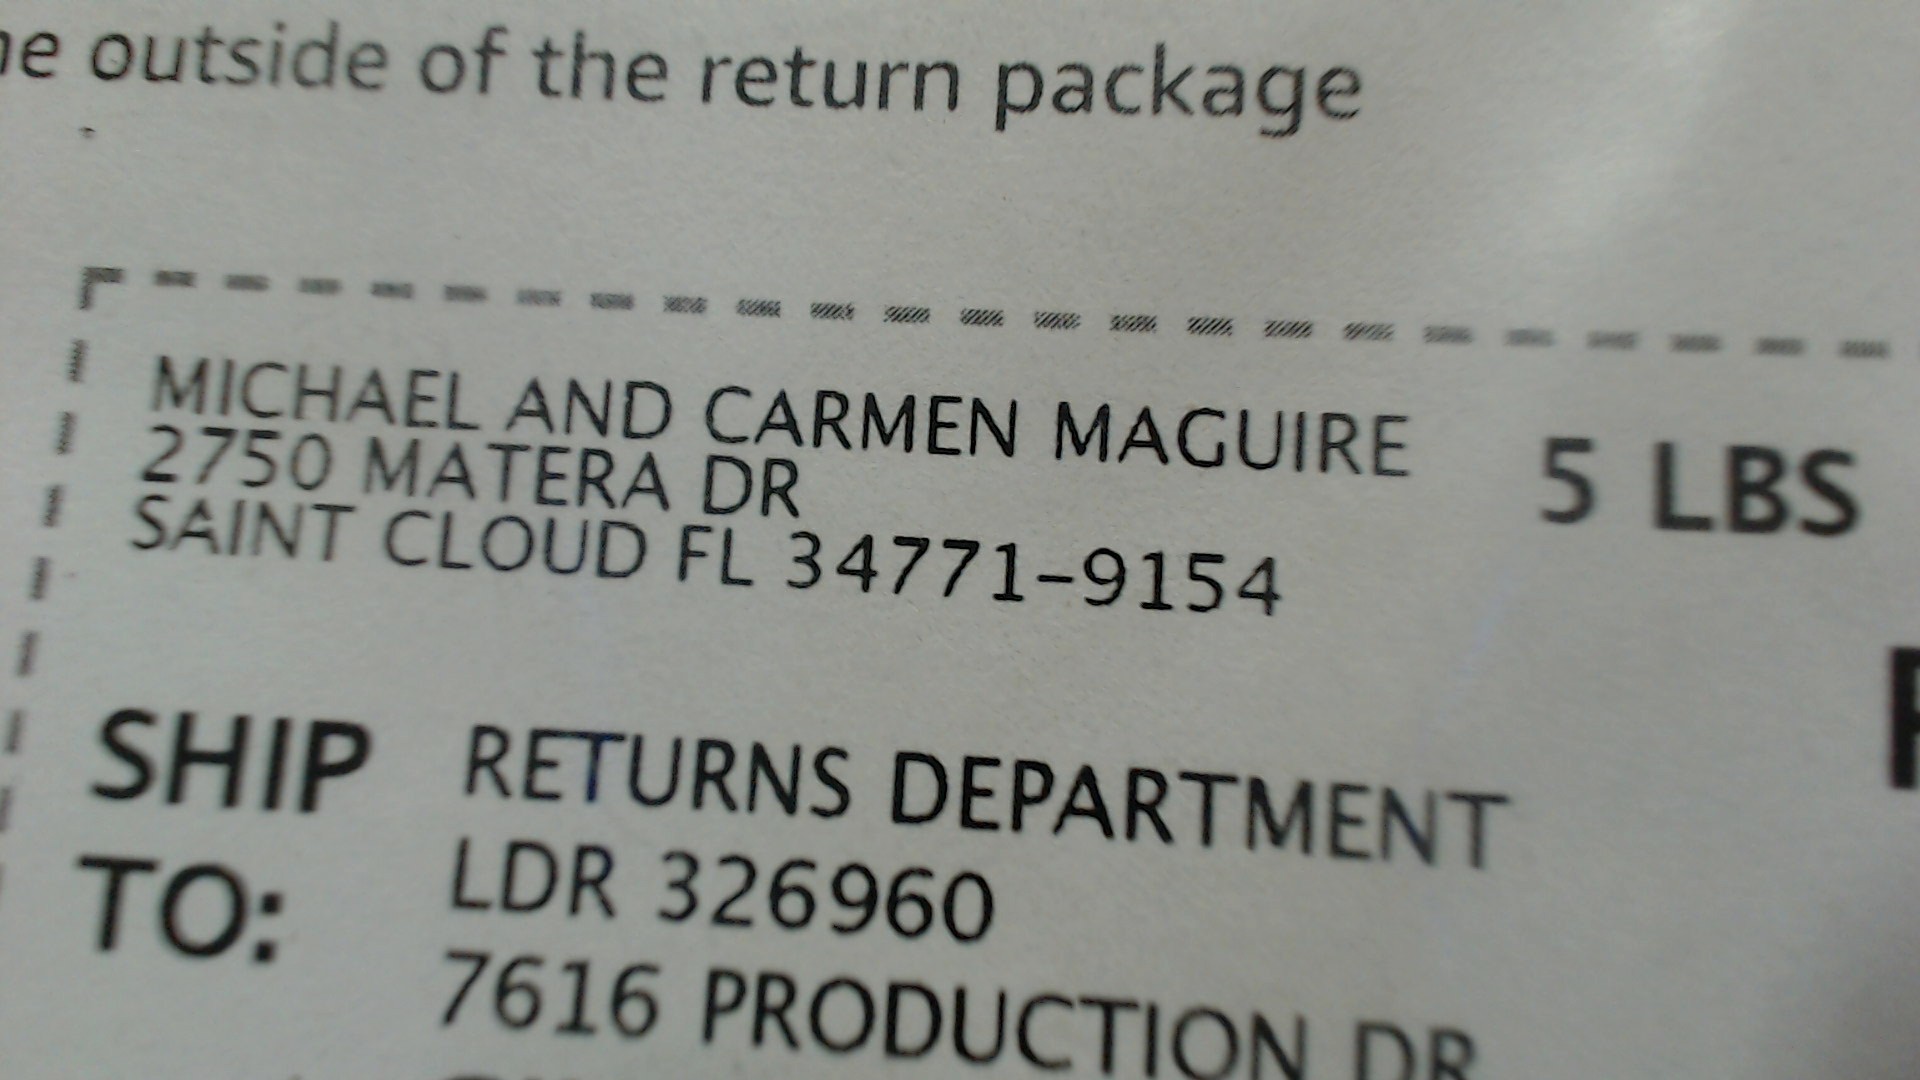 outside of the return package
MICHAEL AND CARMEN MAGUIRE 5 LBS
2750 MATERA DR
SAINT CLOUD FL 34771-9154
SHIP TO: RETURNS DEPARTMENT
LDR 326960
7616 PRODUCTION DR